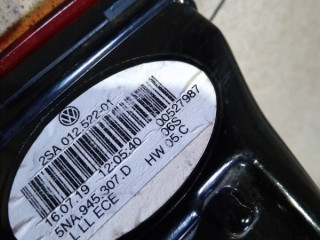 2SA 012 522-01
00527987
16.07.19 12:05:40 06S
5NA.945.307.D HW 05.C
L'LL ECE